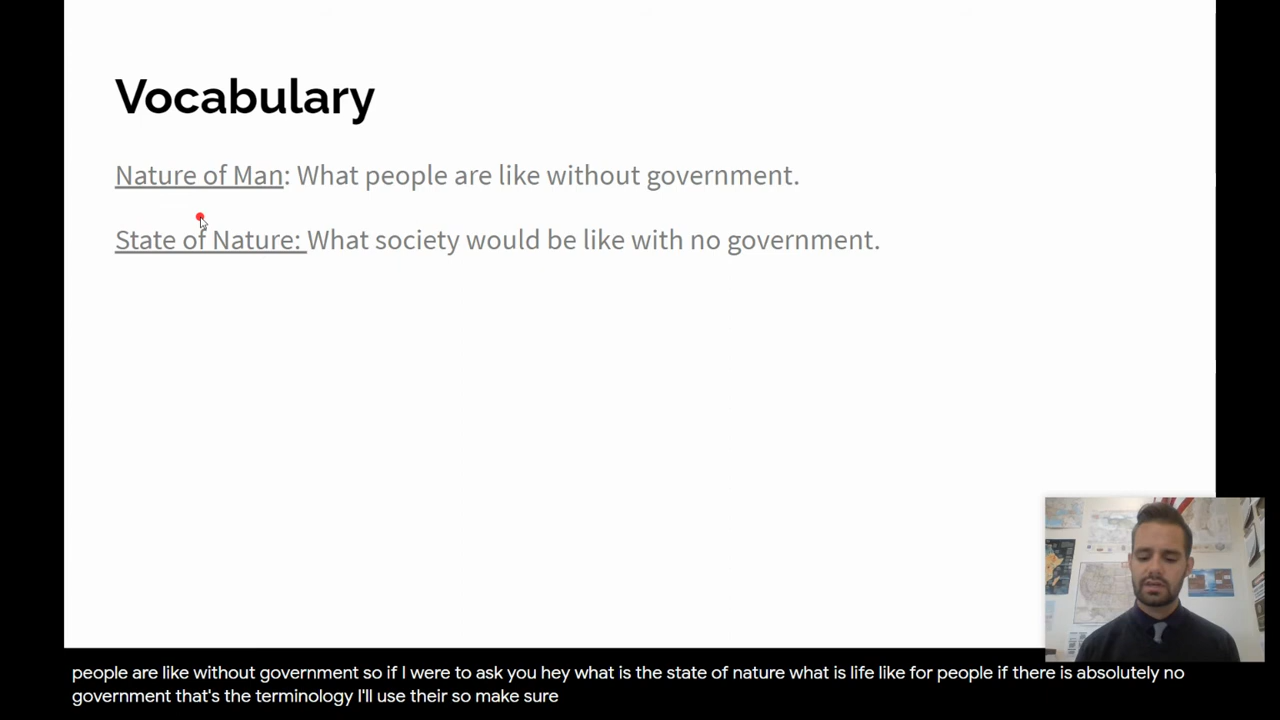 Vocabulary
Nature of Man: What people are like without government.
State of Nature: What society would be like with no government.
people are like without government so if I were to ask you hey what is the state of nature what is life like for people if there is absolutely no
government that's the terminology I'll use their so make sure